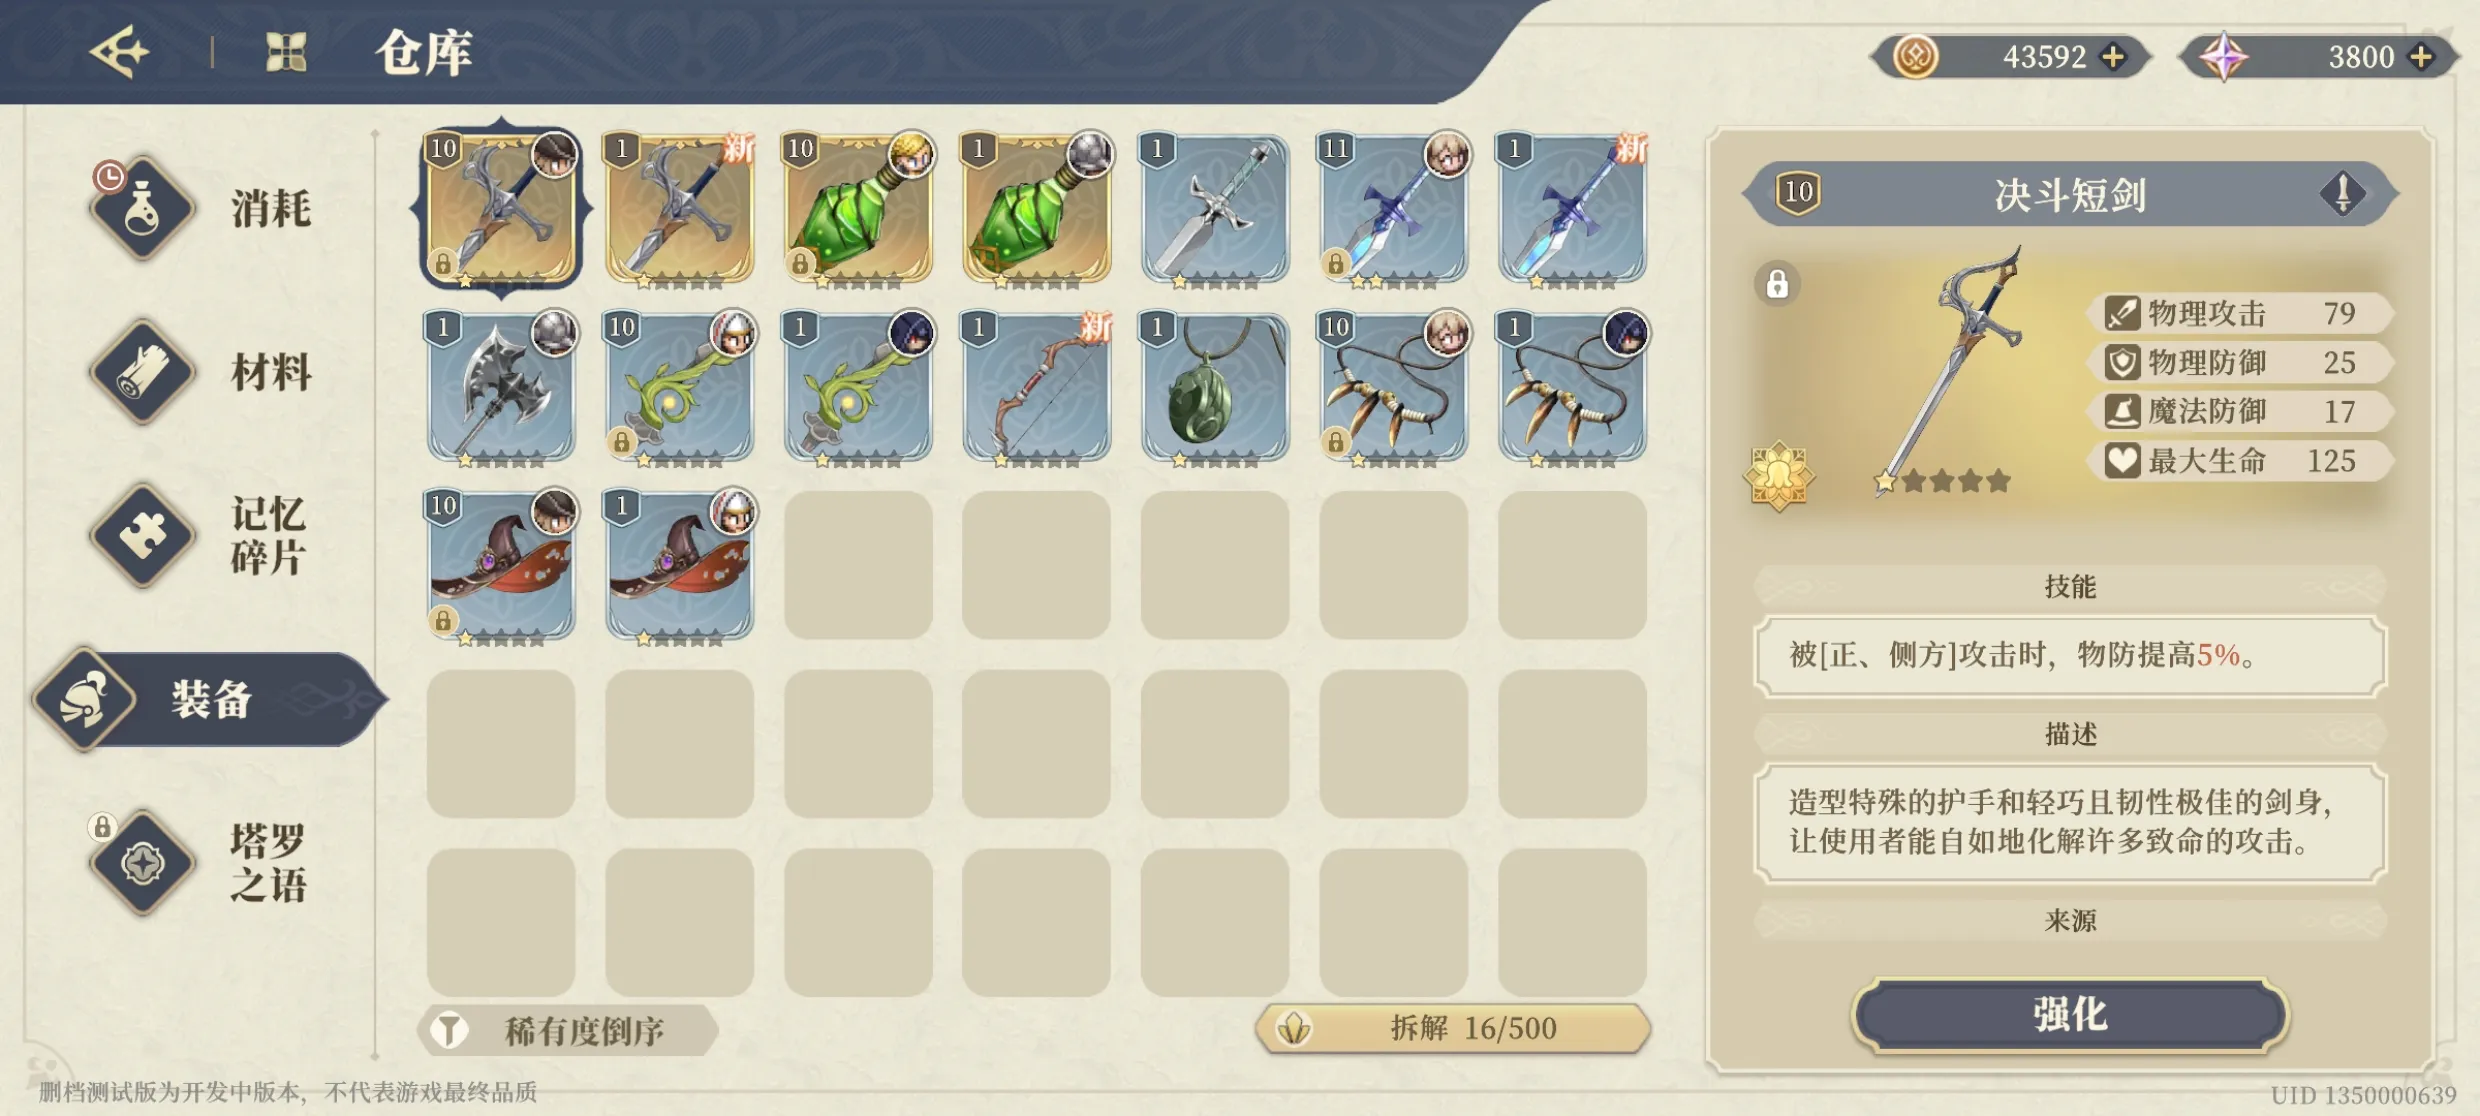 仓库
43592
3800
消耗
材料
记忆
碎片
装备
塔罗
之语
10
1
新
10
1
1
11
1
新
1
10
1
1
新
1
10
1
10
1
稀有度倒序
拆解 16/500
10
决斗短剑
物理攻击 79
物理防御 25
魔法防御 17
最大生命 125
技能
被[正、侧方]攻击时，物防提高5%。
描述
造型特殊的护手和轻巧且韧性极佳的剑身，
让使用者能自如地化解许多致命的攻击。
来源
强化
删档测试版为开发中版本，不代表游戏最终品质
UID 1350000639